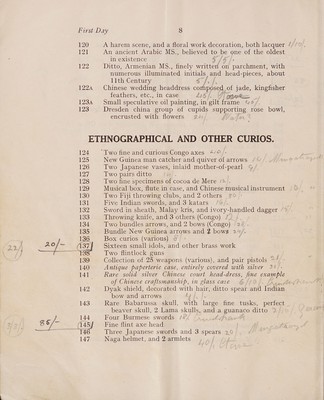 First Day 8
120 A harem scene, and a floral work decoration, both lacquer
121 An ancient Arabic MS., believed to be one of the oldest
in existence
122 Ditto, Armenian MS., finely written on parchment, with
numerous illuminated initials and head-pieces, about
11th Century
122A Chinese wedding headdress composed of jade, kingfisher
feathers, etc., in case
123A Small speculative oil painting, in gilt frame
123 Dresden china group of cupids supporting rose bowl,
encrusted with flowers
ETHNOGRAPHICAL AND OTHER CURIOS.
124 Two fine and curious Congo axes
125 New Guinea man catcher and quiver of arrows
126 Two Japanese vases, inlaid mother-of-pearl
127 Two pairs ditto
128 Two fine specimens of cocoa de Mere
129 Musical box, flute in case, and Chinese musical instrument
130 Two Fiji throwing clubs, and 2 others
131 Five Indian swords, and 3 katars
132 Sword in sheath, Malay kris, and ivory-handled dagger
133 Throwing knife, and 3 others (Congo)
134 Two bundles arrows, and 2 bows (Congo)
135 Bundle New Guinea arrows and 2 bows
136 Box curios (various)
20/- 137 Sixteen small idols, and other brass work
138 Two flintlock guns
139 Collection of 25 weapons (various), and pair pistols
140 Antique papeterie case, entirely covered with silver
141 Rare solid silver Chinese court head-dress, fine example
of Chinese craftsmanship, in glass case
142 Dyak shield, decorated with hair, ditto spear and Indian
bow and arrows
143 Rare Babirussa skull, with large fine tusks, perfect
beaver skull, 2 Lama skulls, and a guanaco ditto
144 Four Burmese swords
85/- 145 Fine flint axe head
146 Three Japanese swords and 3 spears
147 Naga helmet, and 2 armlets